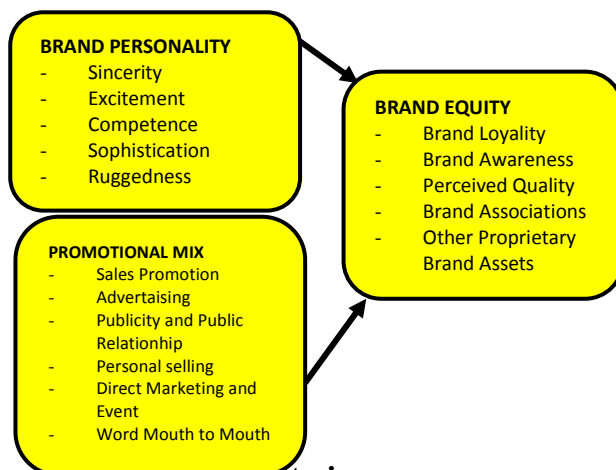 BRAND PERSONALITY
- Sincerity
- Excitement
- Competence
- Sophistication
- Ruggedness
BRAND EQUITY
- Brand Loyality
- Brand Awareness
- Perceived Quality
- Brand Associations
- Other Proprietary
Brand Assets
PROMOTIONAL MIX
- Sales Promotion
- Advertaising
- Publicity and Public
Relationhip
- Personal selling
- Direct Marketing and
Event
- Word Mouth to Mouth